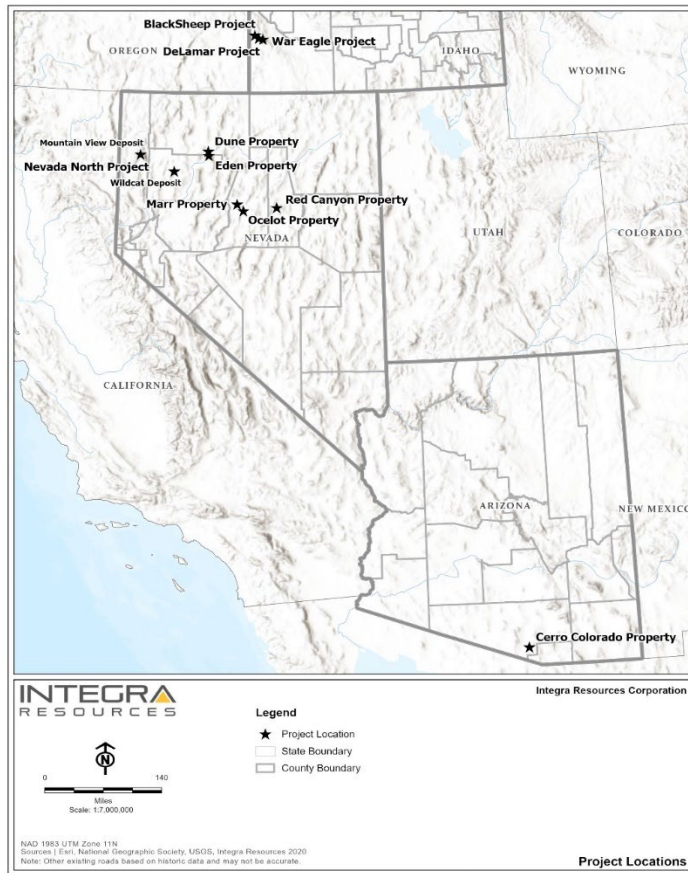 BlackSheep Project
OREGON
War Eagle Project
IDAHO
DeLamar Project
WYOMING
Dune Property
Mountain View Deposit
Nevada North Project
Eden Property
Wildcat Deposit
Marr Property
Red Canyon Property
Ocelot Property
NEVADA
UTAH
COLORADO
CALIFORNIA
ARIZONA
NEW MEXICO
Cerro Colorado Property
INTEGRA
RESOURCES
Integra Resources Corporation
Legend
Project Location
State Boundary
County Boundary
N
0 140
Miles
Scale: 1:7,000,000
NAD 1983 UTM Zone 11N
Sources | Esri, National Geographic Society, USGS, Integra Resources 2020
Note: Other existing roads based on historic data and may not be accurate.
Project Locations